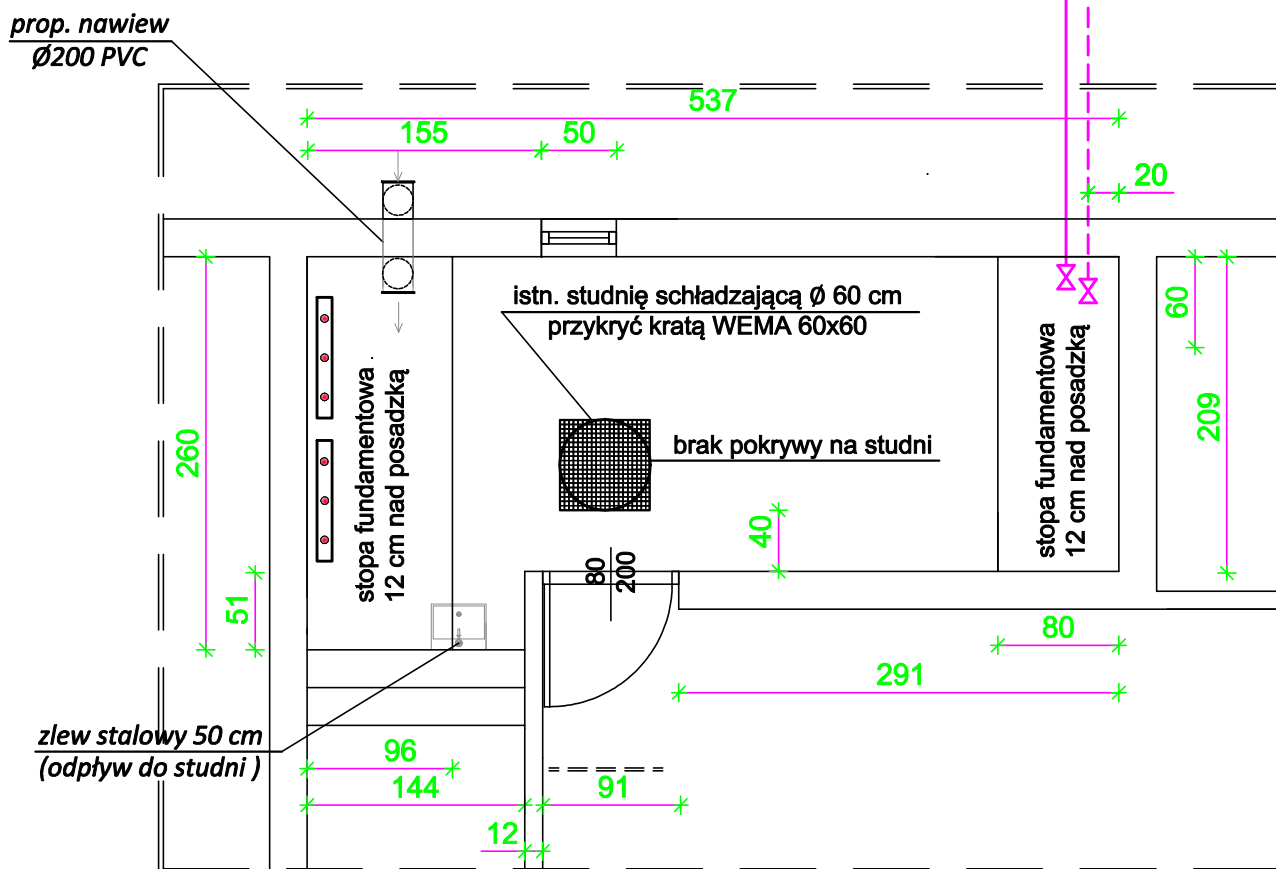 prop. nawiew
Ø200 PVC
537
155
50
20
istn. studnię schładzającą Ø 60 cm
przykryć kratą WEMA 60x60
60
209
260
stopa fundamentowa
12 cm nad posadzką
brak pokrywy na studni
stopa fundamentowa
12 cm nad posadzką
40
80
200
51
80
291
zlew stalowy 50 cm
(odpływ do studni )
96
144
91
12